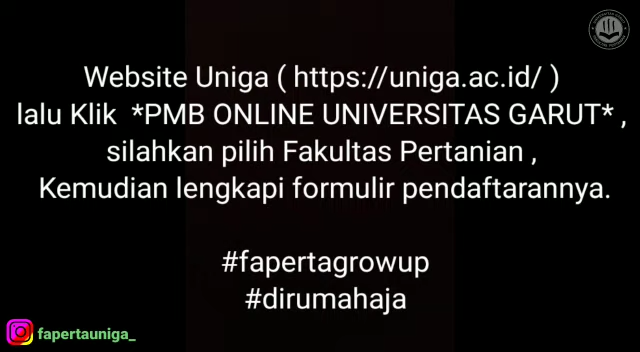 Website Uniga ( https://uniga.ac.id/ )
lalu Klik *PMB ONLINE UNIVERSITAS GARUT* ,
silahkan pilih Fakultas Pertanian ,
Kemudian lengkapi formulir pendaftarannya.
#fapertagrowup
#dirumahaja
fapertauniga_